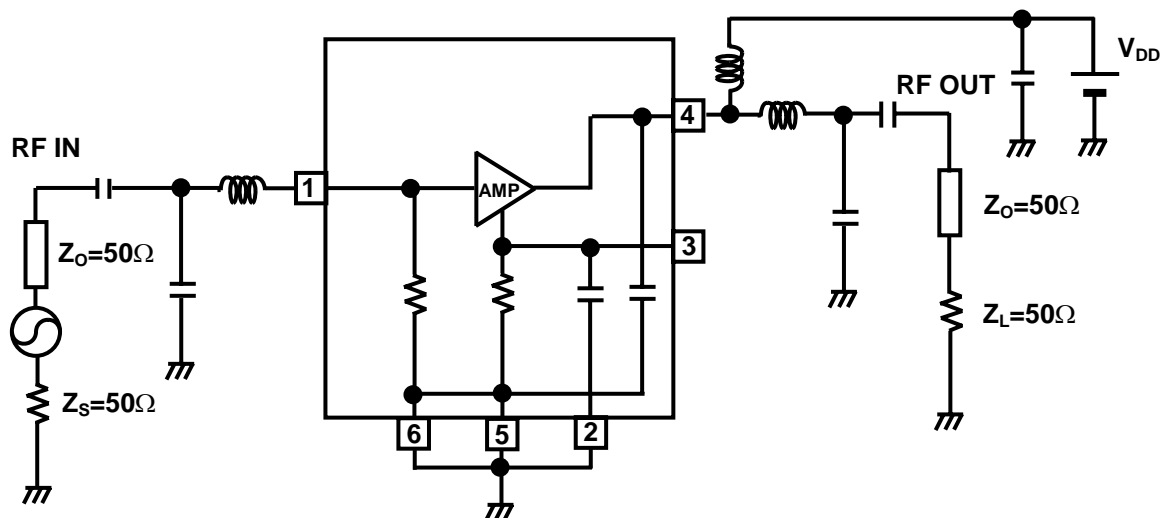 V_DD
RF OUT
4
RF IN
1
AMP
Z_O=50Ω
3
Z_O=50Ω
Z_L=50Ω
Z_S=50Ω
6
5
2